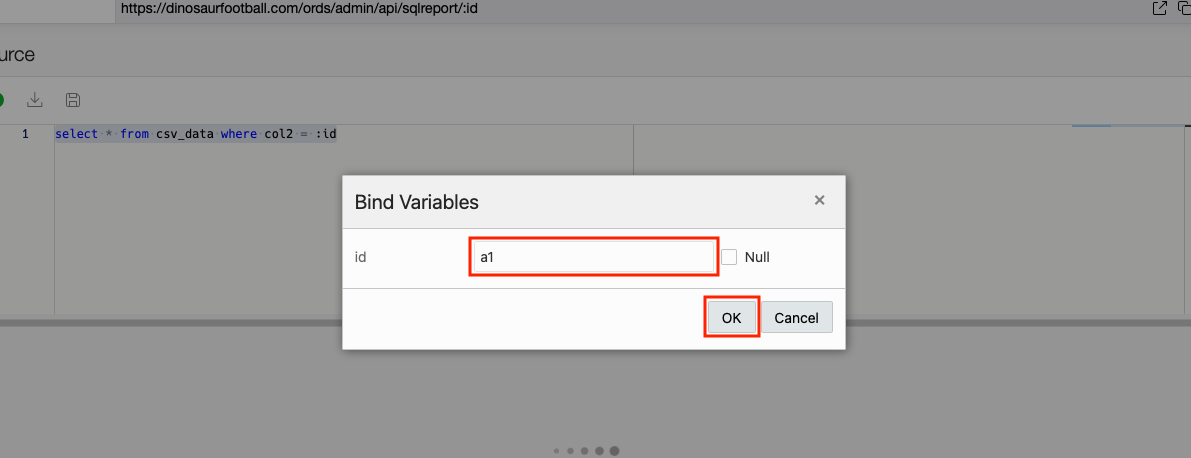 https://dinosaurfootball.com/ords/admin/api/sqlreport/:id
urce
1 select * from csv_data where col2 = :id
Bind Variables ×
id a1 Null
OK Cancel